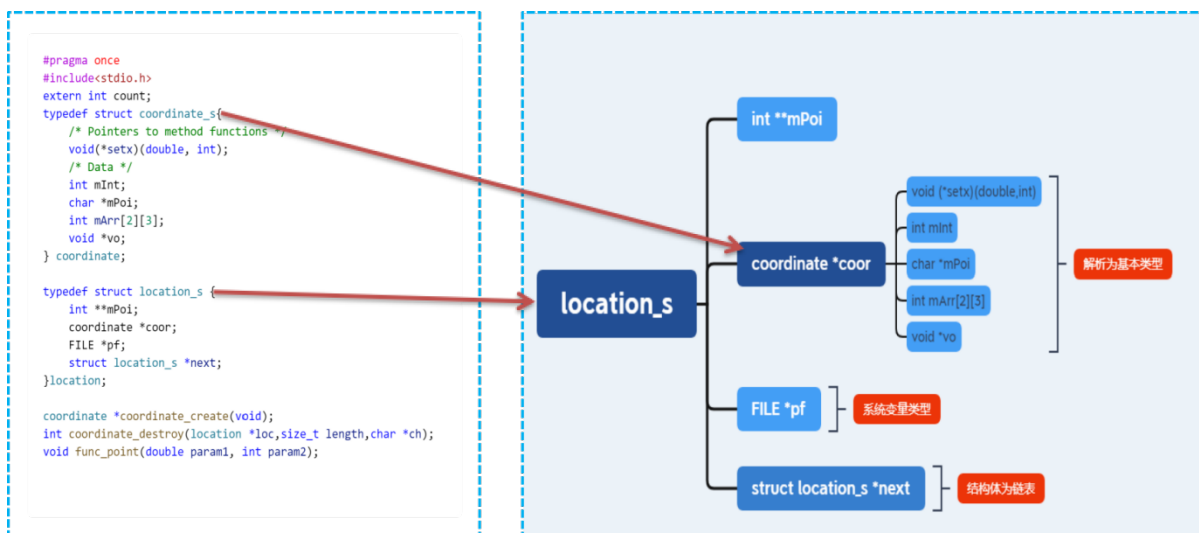 #pragma once
#include<stdio.h>
extern int count;
typedef struct coordinate_s{
/* Pointers to method functions */
void(*setx)(double, int);
/* Data */
int mInt;
char *mPoi;
int mArr[2][3];
void *vo;
} coordinate;
typedef struct location_s {
int **mPoi;
coordinate *coor;
FILE *pf;
struct location_s *next;
}location;
coordinate *coordinate_create(void);
int coordinate_destroy(location *loc,size_t length,char *ch);
void func_point(double param1, int param2);
location_s
int **mPoi
coordinate *coor
void (*setx)(double,int)
int mInt
char *mPoi
int mArr[2][3]
void *vo
解析为基本类型
FILE *pf
系统变量类型
struct location_s *next
结构体为链表